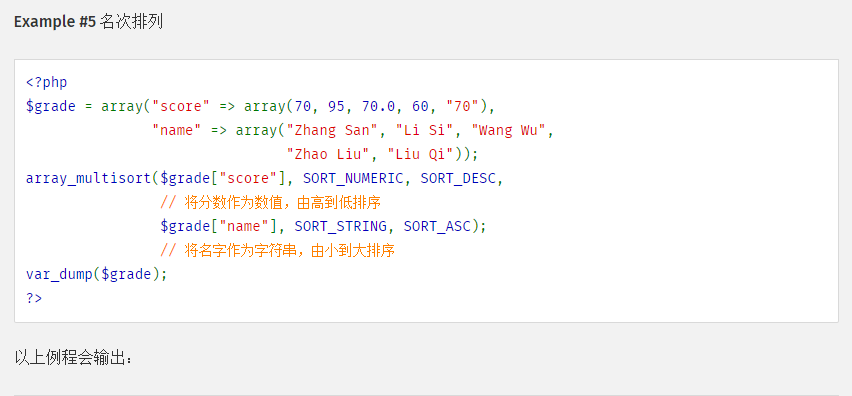 Example #5 名次排列
<?php
$grade = array("score" => array(70, 95, 70.0, 60, "70"),
"name" => array("Zhang San", "Li Si", "Wang Wu",
"Zhao Liu", "Liu Qi"));
array_multisort($grade["score"], SORT_NUMERIC, SORT_DESC,
// 将分数作为数值，由高到低排序
$grade["name"], SORT_STRING, SORT_ASC);
// 将名字作为字符串，由小到大排序
var_dump($grade);
?>
以上例程会输出：